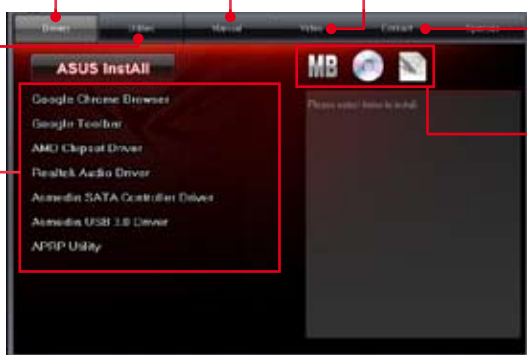 Drivers Utilities Manual Video Contact Specials
ASUS InstAll
MB
Google Chrome Browser
Please select items to install.
Google Toolbar
AMD Chipset Driver
Realtek Audio Driver
Asmedia SATA Controller Driver
Asmedia USB 3.0 Driver
APRP Utility